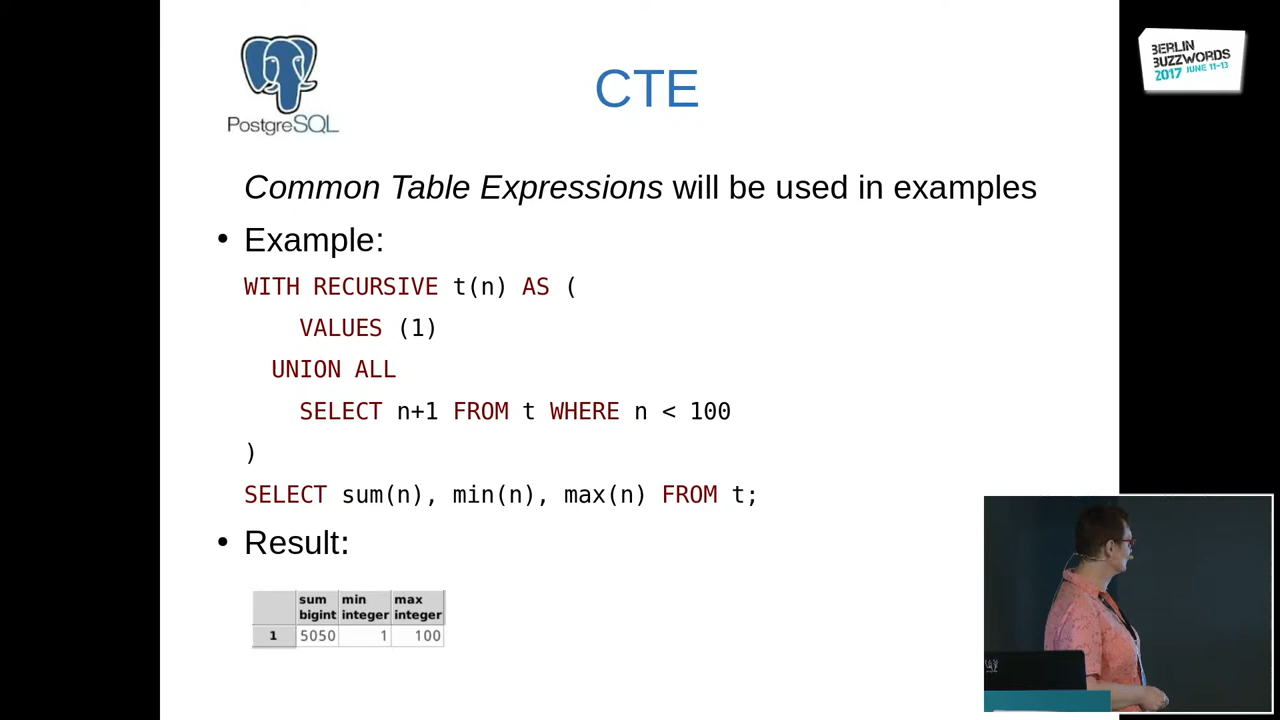 PostgreSQL
CTE
BERLIN
BUZZWORDS
2017 JUNE 11-13
Common Table Expressions will be used in examples
• Example:
WITH RECURSIVE t(n) AS (
VALUES (1)
UNION ALL
SELECT n+1 FROM t WHERE n < 100
)
SELECT sum(n), min(n), max(n) FROM t;
• Result:
sum min max
bigint integer integer
1 5050 1 100